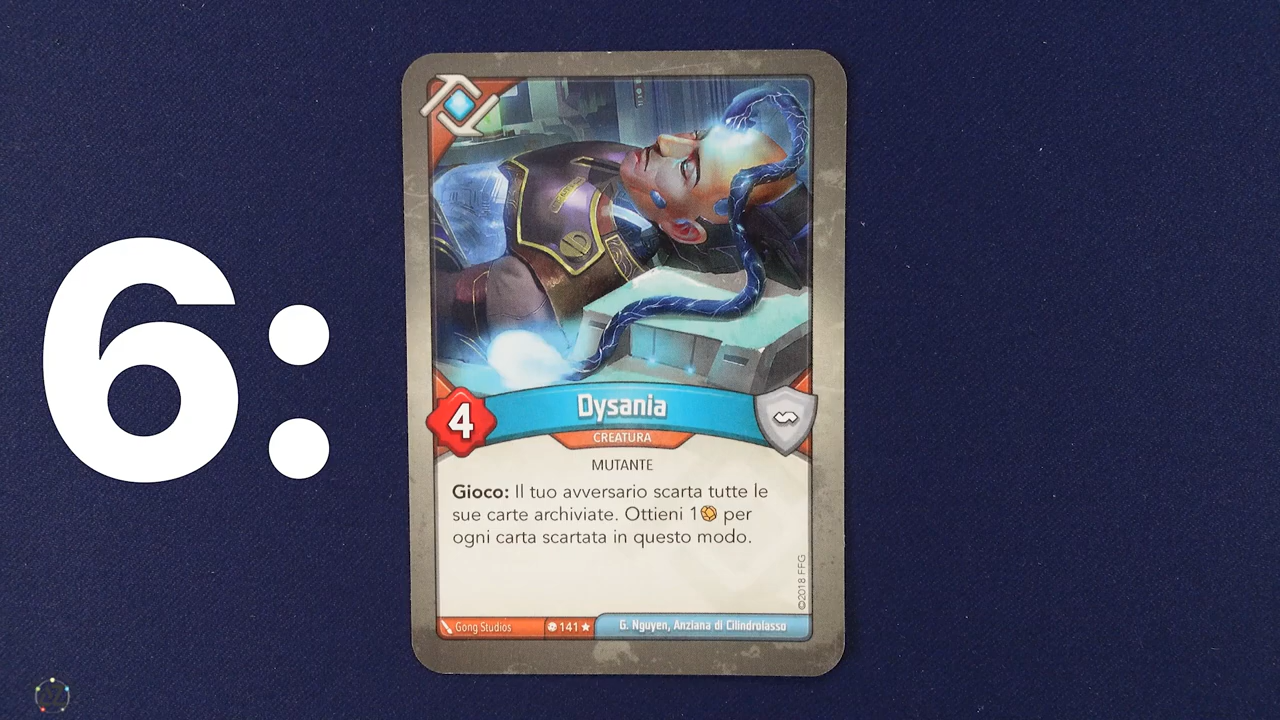 6:
4
Dysania
CREATURA
MUTANTE
Gioco: Il tuo avversario scarta tutte le
sue carte archiviate. Ottieni 1 per
ogni carta scartata in questo modo.
©2018 FFG
Gong Studios
141
G. Nguyen, Anziana di Cilindrolasso